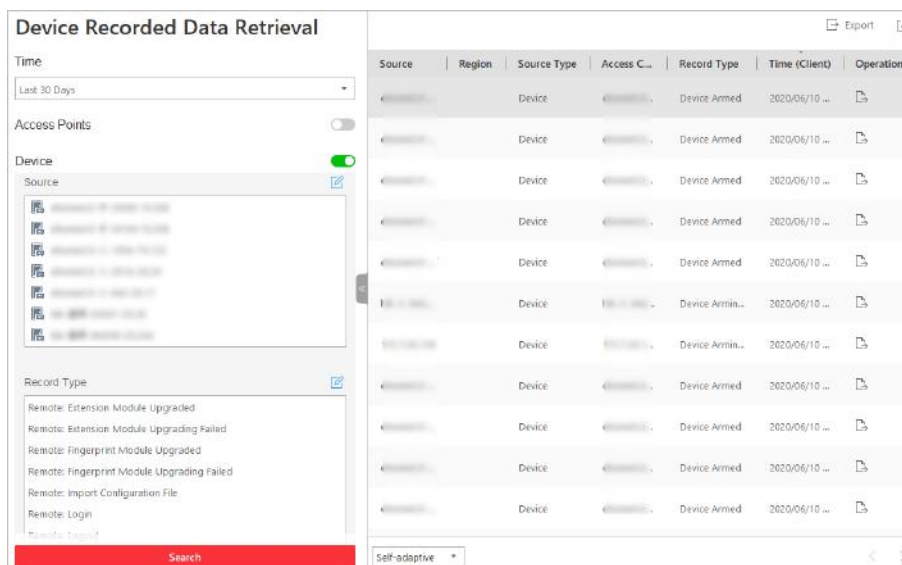 Device Recorded Data Retrieval
Time
Last 30 Days
Access Points
Device
Source
Record Type
Remote: Extension Module Upgraded
Remote: Extension Module Upgrading Failed
Remote: Fingerprint Module Upgraded
Remote: Fingerprint Module Upgrading Failed
Remote: Import Configuration File
Remote: Login
Remote: Logout
Search
Export
Source Region Source Type Access C... Record Type Time (Client) Operation
Device Device Armed 2020/06/10 ...
Device Device Armed 2020/06/10 ...
Device Device Armed 2020/06/10 ...
Device Device Armed 2020/06/10 ...
Device Device Armed 2020/06/10 ...
Device Device Armin... 2020/06/10 ...
Device Device Armin... 2020/06/10 ...
Device Device Armed 2020/06/10 ...
Device Device Armed 2020/06/10 ...
Device Device Armed 2020/06/10 ...
Device Device Armed 2020/06/10 ...
Self-adaptive